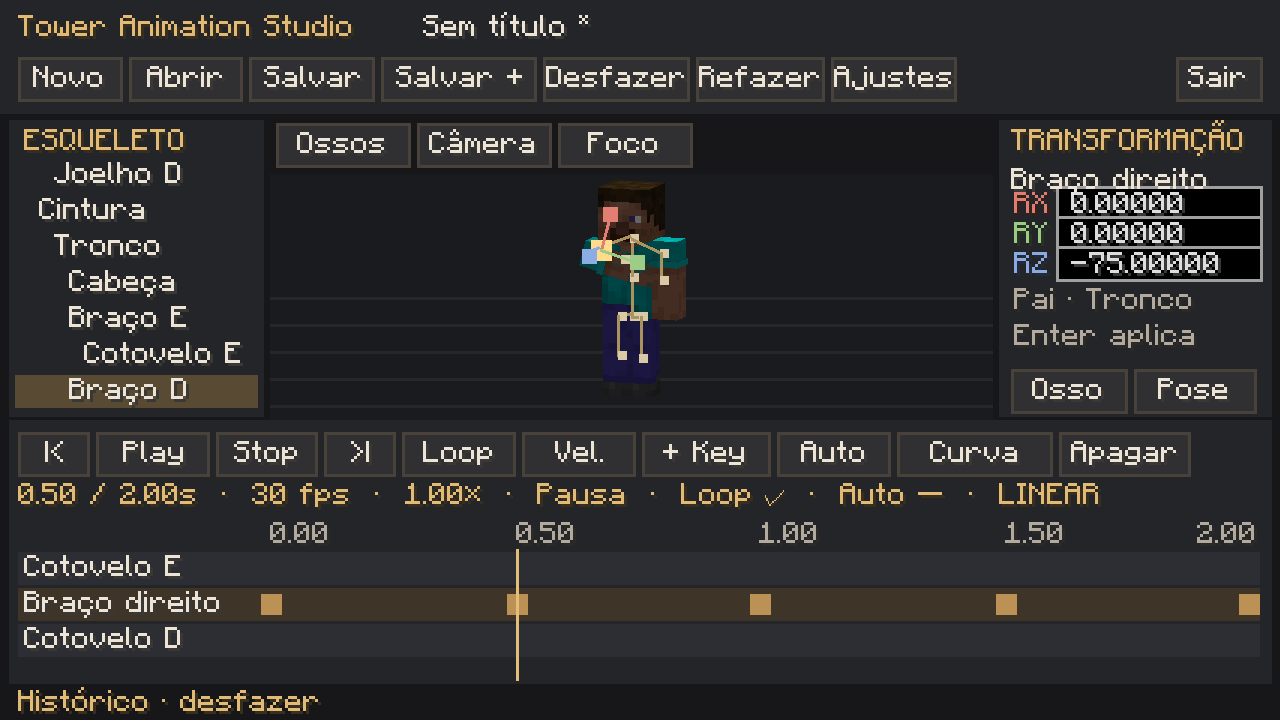 Tower Animation Studio Sem título *
Novo Abrir Salvar Salvar + Desfazer Refazer Ajustes Sair
ESQUELETO
Joelho D
Cintura
Tronco
Cabeça
Braço E
Cotovelo E
Braço D
Ossos Câmera Foco
TRANSFORMAÇÃO
Braço direito
RX 0.00000
RY 0.00000
RZ -75.00000
Pai · Tronco
Enter aplica
Osso Pose
|< Play Stop >| Loop Vel. + Key Auto Curva Apagar
0.50 / 2.00s · 30 fps · 1.00× · Pausa · Loop ✓ · Auto — · LINEAR
0.00 0.50 1.00 1.50 2.00
Cotovelo E
Braço direito
Cotovelo D
Histórico · desfazer